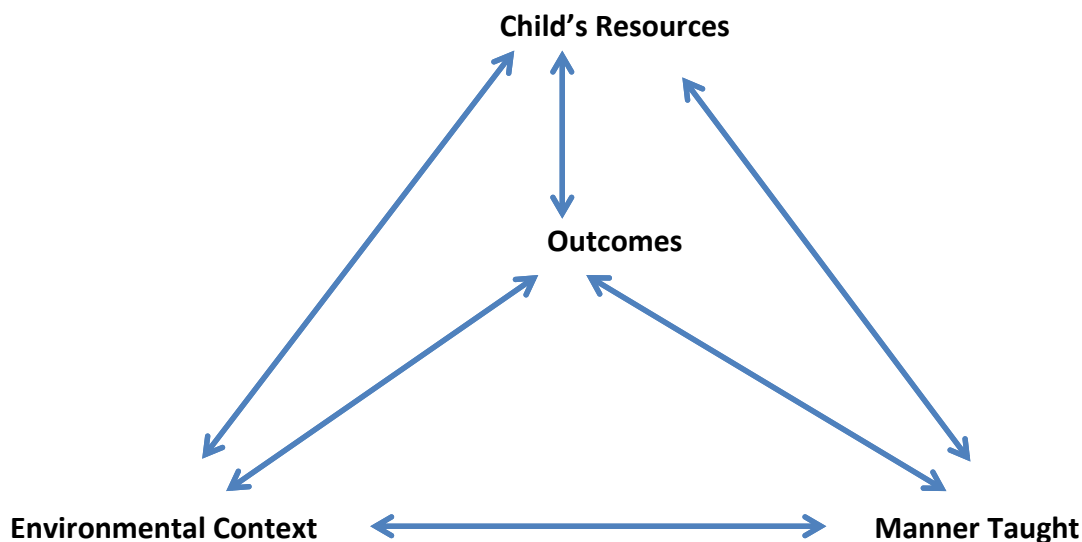 Child’s Resources
Outcomes
Environmental Context
Manner Taught